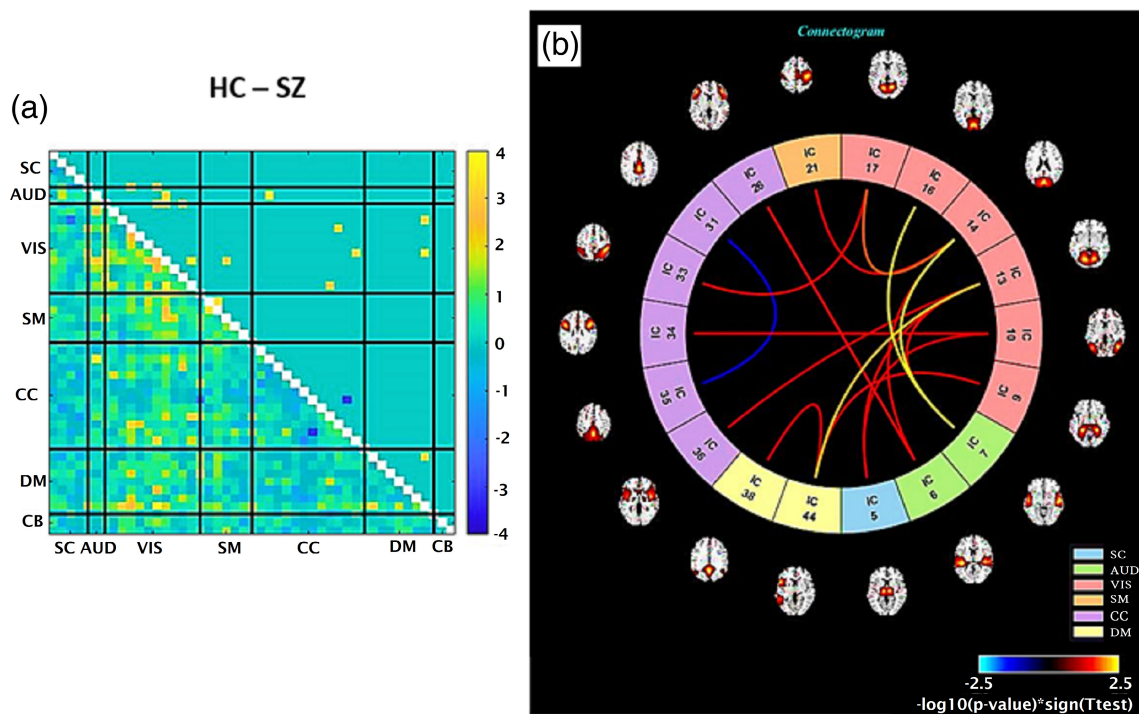 HC – SZ
(a)
SC
AUD
VIS
SM
CC
DM
CB
SC AUD VIS SM CC DM CB
4
3
2
1
0
-1
-2
-3
-4
(b)
Connectogram
IC 21
IC 17
IC 16
IC 14
IC 13
IC 10
IC 9
IC 7
IC 6
IC 5
IC 44
IC 38
IC 36
IC 35
IC 34
IC 33
IC 31
IC 26
SC
AUD
VIS
SM
CC
DM
-2.5 2.5
-log10(p-value)*sign(Ttest)